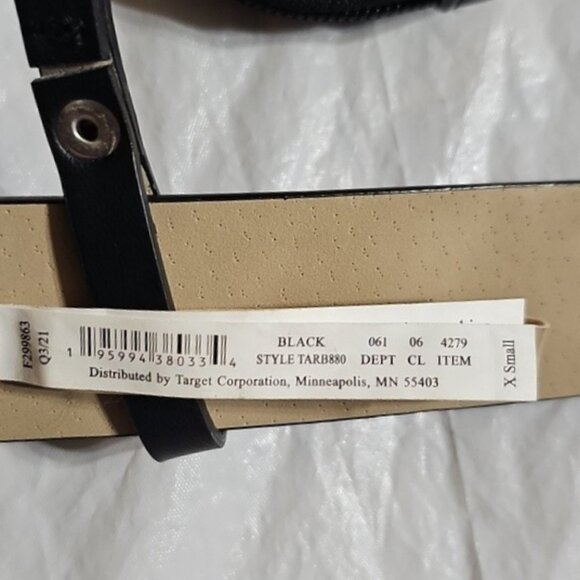 F299863
Q3/21
1 95994 38033 4
BLACK 061 06 4279
STYLE TARB880 DEPT CL ITEM
Distributed by Target Corporation, Minneapolis, MN 55403
X Small